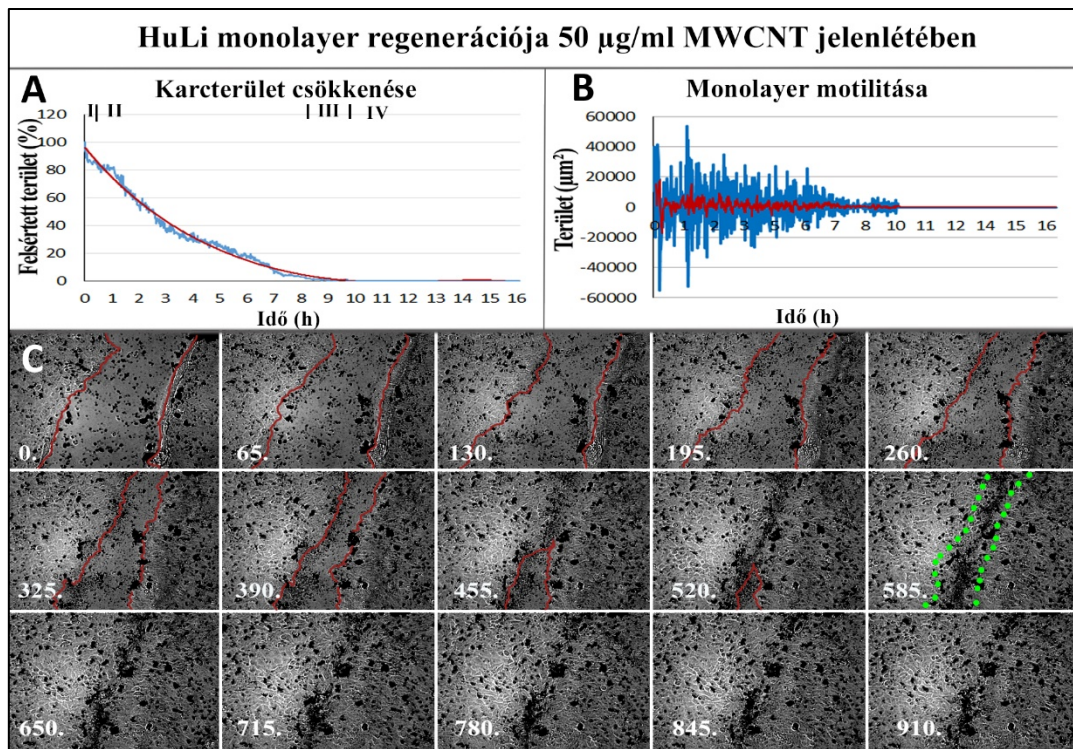 HuLi monolayer regenerációja 50 µg/ml MWCNT jelenlétében
A
Karcterület csökkenése
I| II | III | IV
Felsértett terület (%)
120
100
80
60
40
20
0
0 1 2 3 4 5 6 7 8 9 10 11 12 13 14 15 16
Idő (h)
B
Monolayer motilitása
Terület (µm²)
60000
40000
20000
0
-20000
-40000
-60000
0 1 2 3 4 5 6 7 8 9 10 11 12 13 14 15 16
Idő (h)
C
0. 65. 130. 195. 260.
325. 390. 455. 520. 585.
650. 715. 780. 845. 910.